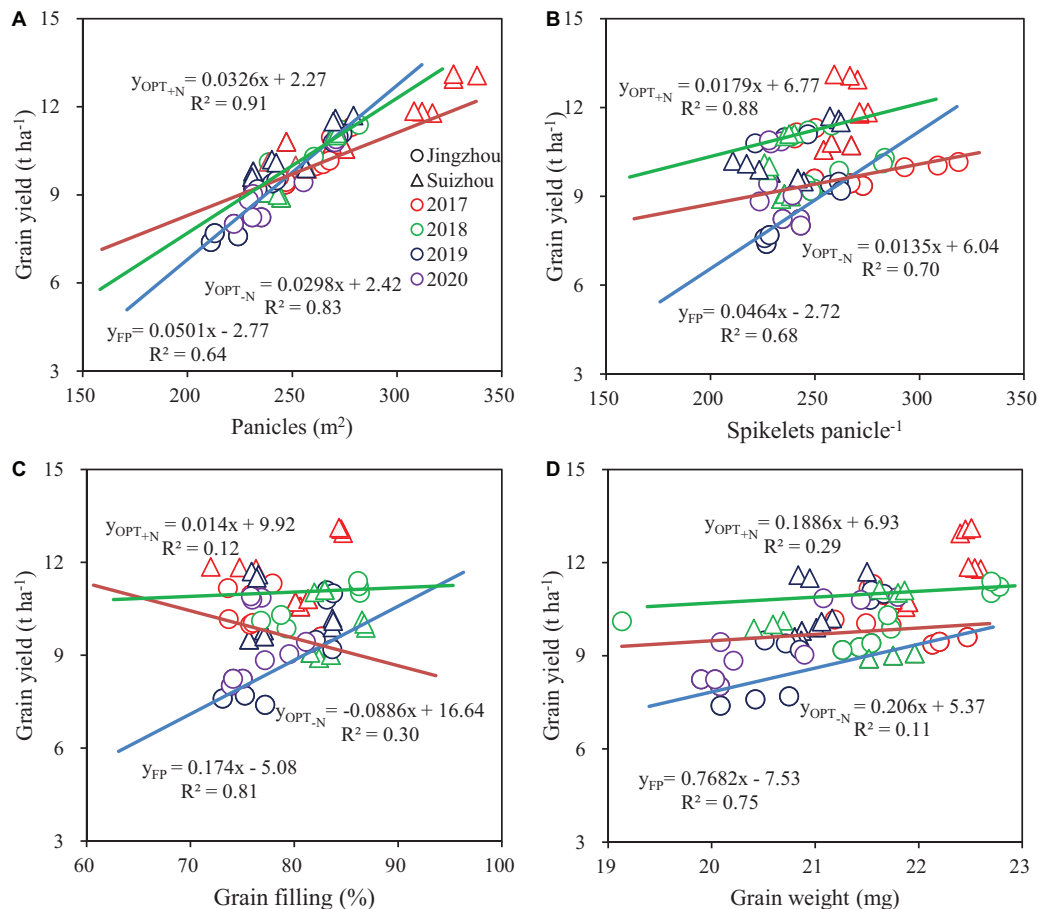 A
15
12
9
6
3
Grain yield (t ha⁻¹)
y_OPT+N = 0.0326x + 2.27
R² = 0.91
Jingzhou
Suizhou
2017
2018
2019
2020
y_OPT-N = 0.0298x + 2.42
R² = 0.83
y_FP = 0.0501x - 2.77
R² = 0.64
150 200 250 300 350
Panicles (m²)
B
15
12
9
6
3
Grain yield (t ha⁻¹)
y_OPT+N = 0.0179x + 6.77
R² = 0.88
y_OPT-N = 0.0135x + 6.04
R² = 0.70
y_FP = 0.0464x - 2.72
R² = 0.68
150 200 250 300 350
Spikelets panicle⁻¹
C
15
12
9
6
3
Grain yield (t ha⁻¹)
y_OPT+N = 0.014x + 9.92
R² = 0.12
y_OPT-N = -0.0886x + 16.64
R² = 0.30
y_FP = 0.174x - 5.08
R² = 0.81
60 70 80 90 100
Grain filling (%)
D
15
12
9
6
3
Grain yield (t ha⁻¹)
y_OPT+N = 0.1886x + 6.93
R² = 0.29
y_OPT-N = 0.206x + 5.37
R² = 0.11
y_FP = 0.7682x - 7.53
R² = 0.75
19 20 21 22 23
Grain weight (mg)